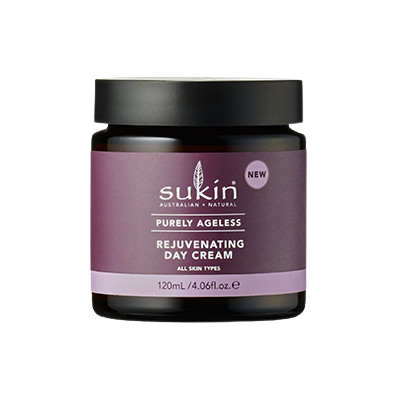 sukin
AUSTRALIAN + NATURAL
NEW
PURELY AGELESS
REJUVENATING
DAY CREAM
ALL SKIN TYPES
120mL/4.06fl.oz.℮